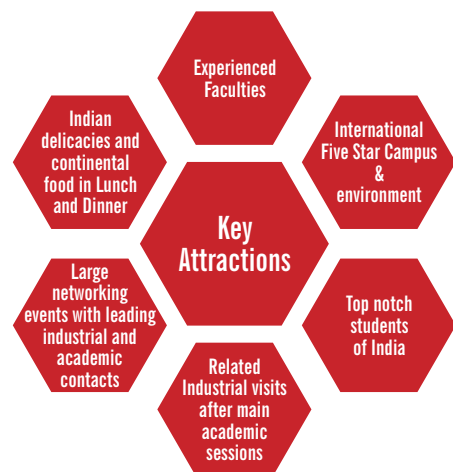 Experienced
Faculties
International
Five Star Campus
&
environment
Top notch
students
of India
Related
Industrial visits
after main
academic
sessions
Large
networking
events with leading
industrial and
academic
contacts
Indian
delicacies and
continental
food in Lunch
and Dinner
Key
Attractions